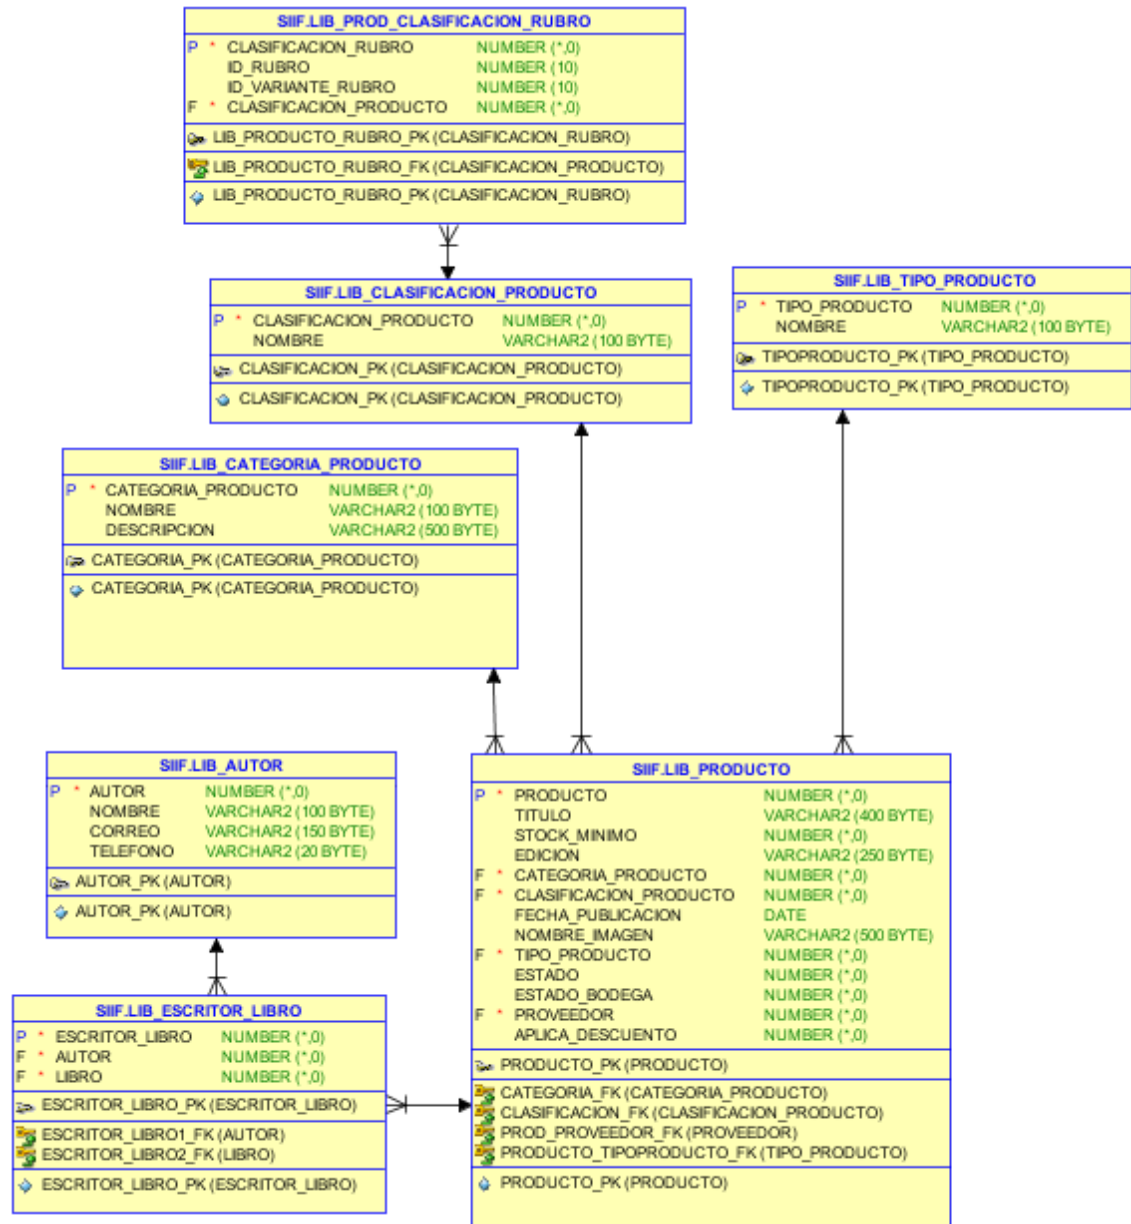 SIIF.LIB_PROD_CLASIFICACION_RUBRO
P * CLASIFICACION_RUBRO NUMBER (*,0)
ID_RUBRO NUMBER (10)
ID_VARIANTE_RUBRO NUMBER (10)
F * CLASIFICACION_PRODUCTO NUMBER (*,0)
LIB_PRODUCTO_RUBRO_PK (CLASIFICACION_RUBRO)
LIB_PRODUCTO_RUBRO_FK (CLASIFICACION_PRODUCTO)
LIB_PRODUCTO_RUBRO_PK (CLASIFICACION_RUBRO)
SIIF.LIB_CLASIFICACION_PRODUCTO
P * CLASIFICACION_PRODUCTO NUMBER (*,0)
NOMBRE VARCHAR2 (100 BYTE)
CLASIFICACION_PK (CLASIFICACION_PRODUCTO)
CLASIFICACION_PK (CLASIFICACION_PRODUCTO)
SIIF.LIB_TIPO_PRODUCTO
P * TIPO_PRODUCTO NUMBER (*,0)
NOMBRE VARCHAR2 (100 BYTE)
TIPOPRODUCTO_PK (TIPO_PRODUCTO)
TIPOPRODUCTO_PK (TIPO_PRODUCTO)
SIIF.LIB_CATEGORIA_PRODUCTO
P * CATEGORIA_PRODUCTO NUMBER (*,0)
NOMBRE VARCHAR2 (100 BYTE)
DESCRIPCION VARCHAR2 (500 BYTE)
CATEGORIA_PK (CATEGORIA_PRODUCTO)
CATEGORIA_PK (CATEGORIA_PRODUCTO)
SIIF.LIB_AUTOR
P * AUTOR NUMBER (*,0)
NOMBRE VARCHAR2 (100 BYTE)
CORREO VARCHAR2 (150 BYTE)
TELEFONO VARCHAR2 (20 BYTE)
AUTOR_PK (AUTOR)
AUTOR_PK (AUTOR)
SIIF.LIB_PRODUCTO
P * PRODUCTO NUMBER (*,0)
TITULO VARCHAR2 (400 BYTE)
STOCK_MINIMO NUMBER (*,0)
EDICION VARCHAR2 (250 BYTE)
F * CATEGORIA_PRODUCTO NUMBER (*,0)
F * CLASIFICACION_PRODUCTO NUMBER (*,0)
FECHA_PUBLICACION DATE
NOMBRE_IMAGEN VARCHAR2 (500 BYTE)
F * TIPO_PRODUCTO NUMBER (*,0)
ESTADO NUMBER (*,0)
ESTADO_BODEGA NUMBER (*,0)
F * PROVEEDOR NUMBER (*,0)
APLICA_DESCUENTO NUMBER (*,0)
PRODUCTO_PK (PRODUCTO)
CATEGORIA_FK (CATEGORIA_PRODUCTO)
CLASIFICACION_FK (CLASIFICACION_PRODUCTO)
PROD_PROVEEDOR_FK (PROVEEDOR)
PRODUCTO_TIPOPRODUCTO_FK (TIPO_PRODUCTO)
PRODUCTO_PK (PRODUCTO)
SIIF.LIB_ESCRITOR_LIBRO
P * ESCRITOR_LIBRO NUMBER (*,0)
F * AUTOR NUMBER (*,0)
F * LIBRO NUMBER (*,0)
ESCRITOR_LIBRO_PK (ESCRITOR_LIBRO)
ESCRITOR_LIBRO1_FK (AUTOR)
ESCRITOR_LIBRO2_FK (LIBRO)
ESCRITOR_LIBRO_PK (ESCRITOR_LIBRO)